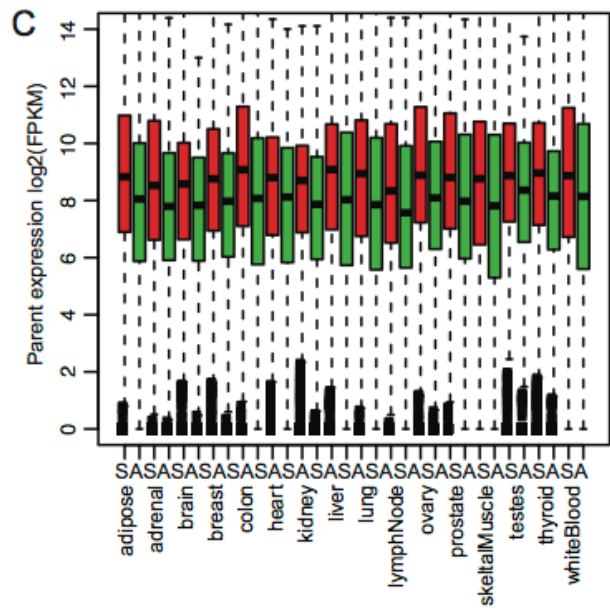 C
Parent expression log2(FPKM)
14
12
10
8
6
4
2
0
SASASASASASASASASASASASASASASASA
adipose
adrenal
brain
breast
colon
heart
kidney
liver
lung
lymphNode
ovary
prostate
skeltalMuscle
testes
thyroid
whiteBlood